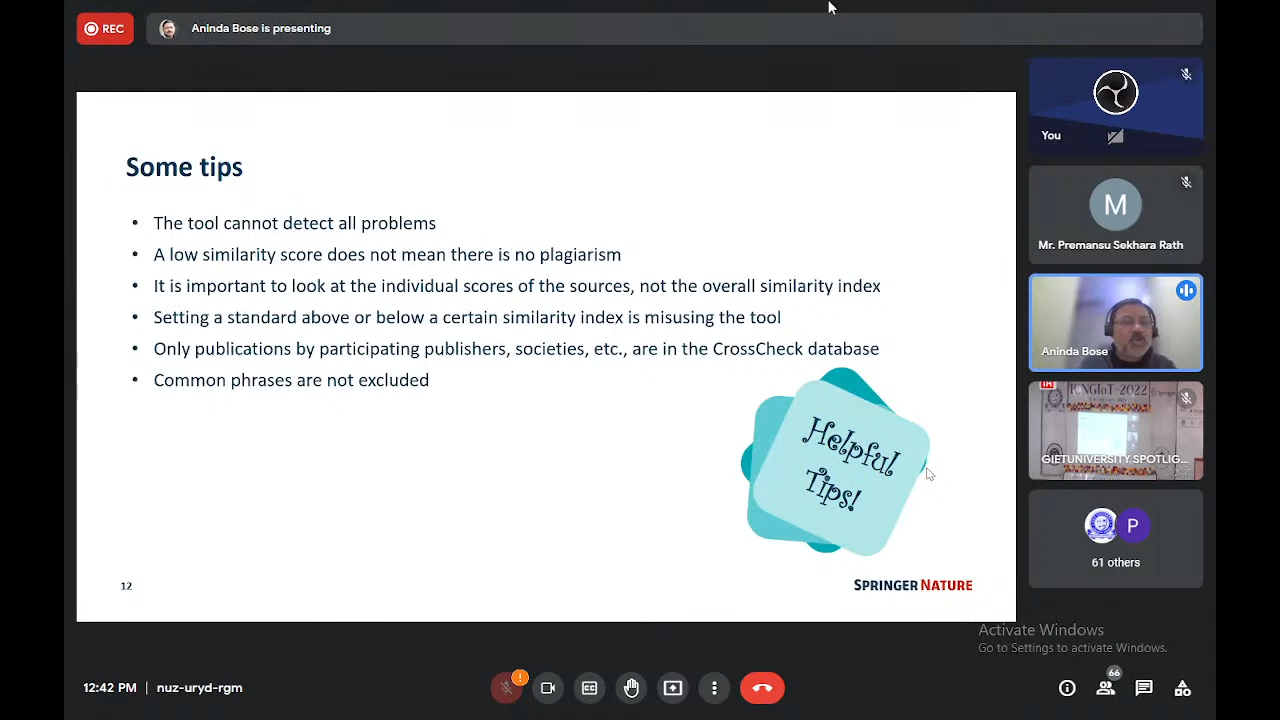 REC
Aninda Bose is presenting
You
M
Mr. Premansu Sekhara Rath
Aninda Bose
ICNGIoT-2022
GIETUNIVERSITY SPOTLIG...
P
61 others
Some tips
• The tool cannot detect all problems
• A low similarity score does not mean there is no plagiarism
• It is important to look at the individual scores of the sources, not the overall similarity index
• Setting a standard above or below a certain similarity index is misusing the tool
• Only publications by participating publishers, societies, etc., are in the CrossCheck database
• Common phrases are not excluded
Helpful
Tips!
12
SPRINGER NATURE
Activate Windows
Go to Settings to activate Windows.
12:42 PM | nuz-uryd-rgm
!
CC
66